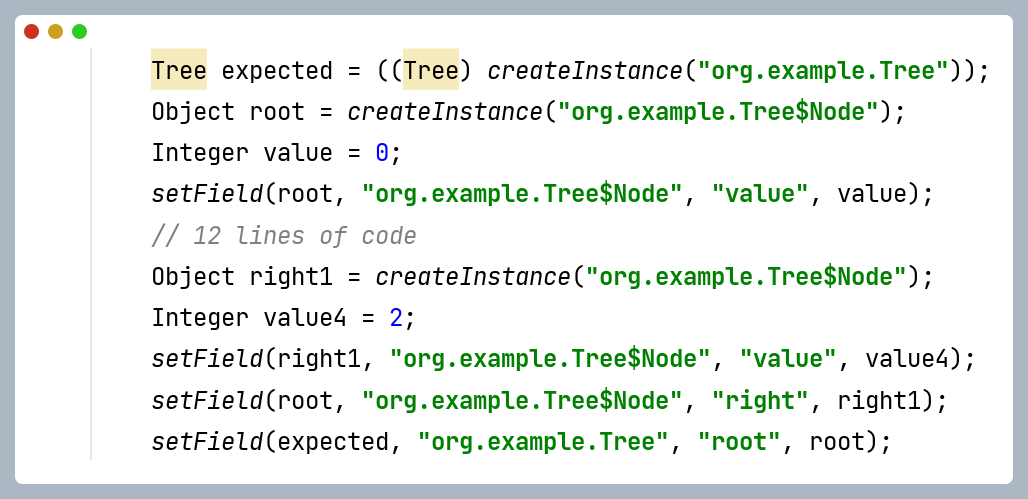 Tree expected = ((Tree) createInstance("org.example.Tree"));
Object root = createInstance("org.example.Tree$Node");
Integer value = 0;
setField(root, "org.example.Tree$Node", "value", value);
// 12 lines of code
Object right1 = createInstance("org.example.Tree$Node");
Integer value4 = 2;
setField(right1, "org.example.Tree$Node", "value", value4);
setField(root, "org.example.Tree$Node", "right", right1);
setField(expected, "org.example.Tree", "root", root);